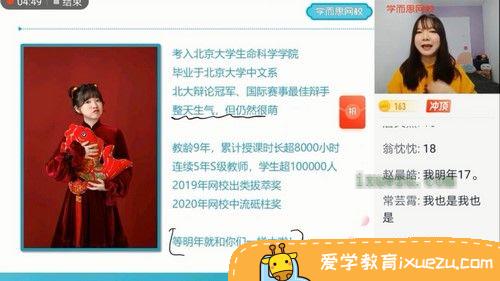 04:49 结束
学而思网校
考入北京大学生命科学学院
毕业于北京大学中文系
北大辩论冠军、国际赛事最佳辩手
整天生气，但仍然很萌
教龄9年，累计授课时长超8000小时
连续5年S级教师，学生超100000人
2019年网校出类拔萃奖
2020年网校中流砥柱奖
等明年就和你们一样大啦！
163 冲顶
翁忱忱: 18
赵晨皓: 我明年17。
常芸霄: 我也是我也
是
ixuezu.com
爱学教育ixuezu.com